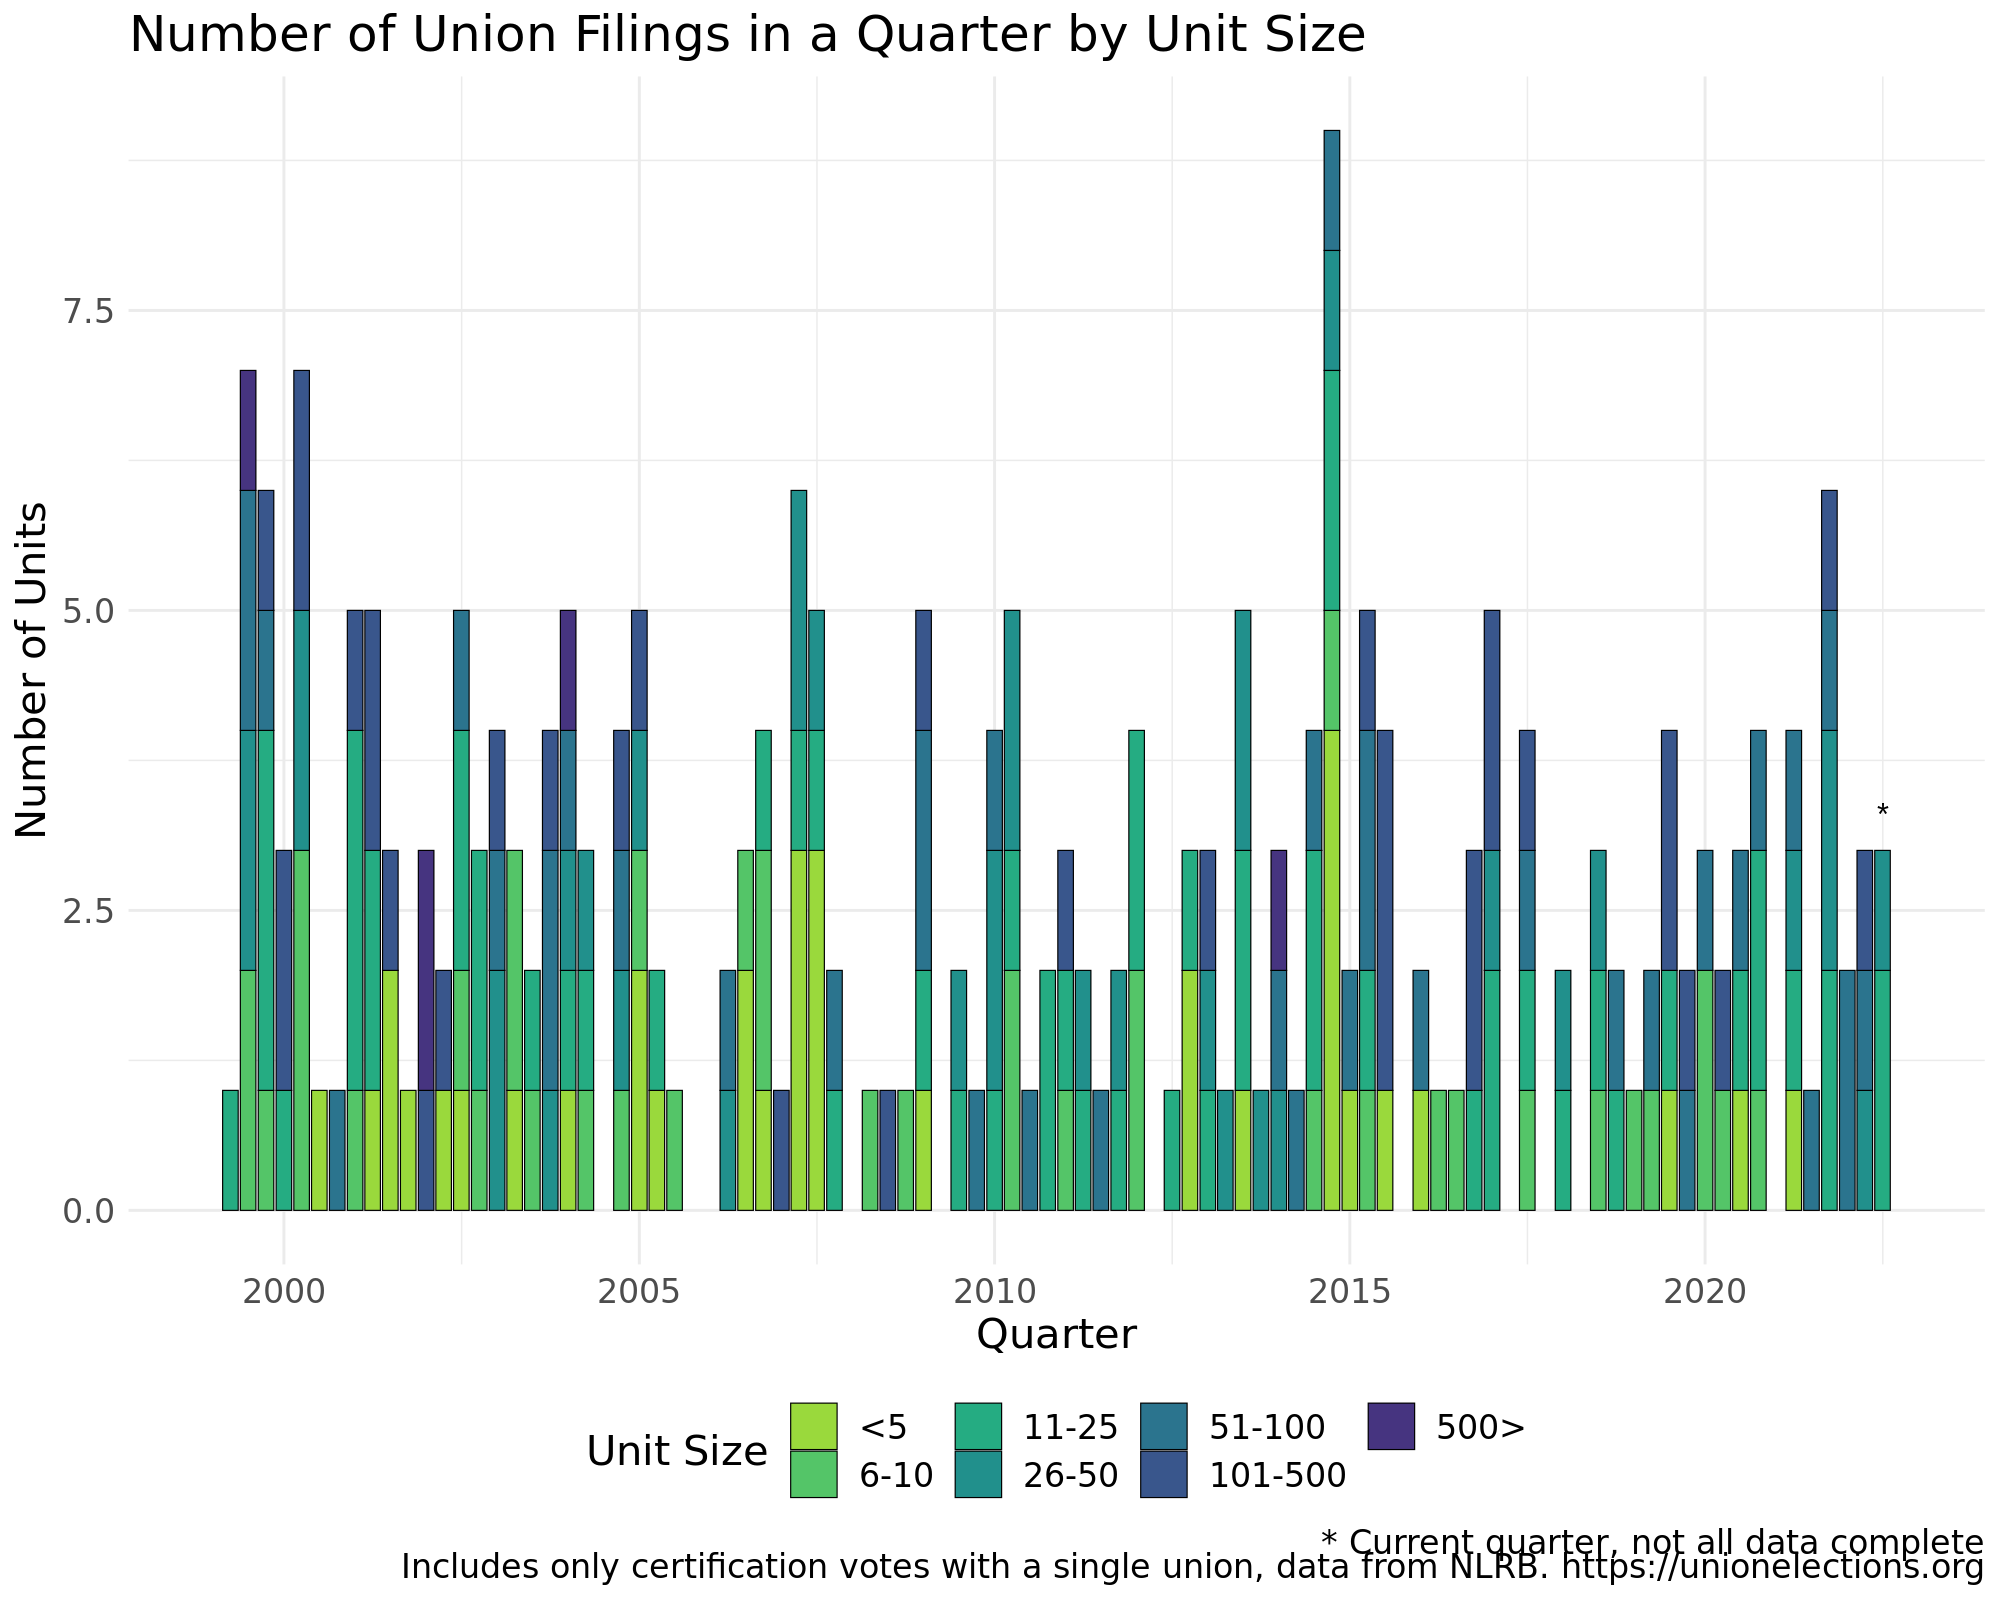 Number of Union Filings in a Quarter by Unit Size
Number of Units
7.5
5.0
2.5
0.0
*
2000 2005 2010 2015 2020
Quarter
Unit Size
<5 11-25 51-100 500>
6-10 26-50 101-500
* Current quarter, not all data complete
Includes only certification votes with a single union, data from NLRB. https://unionelections.org